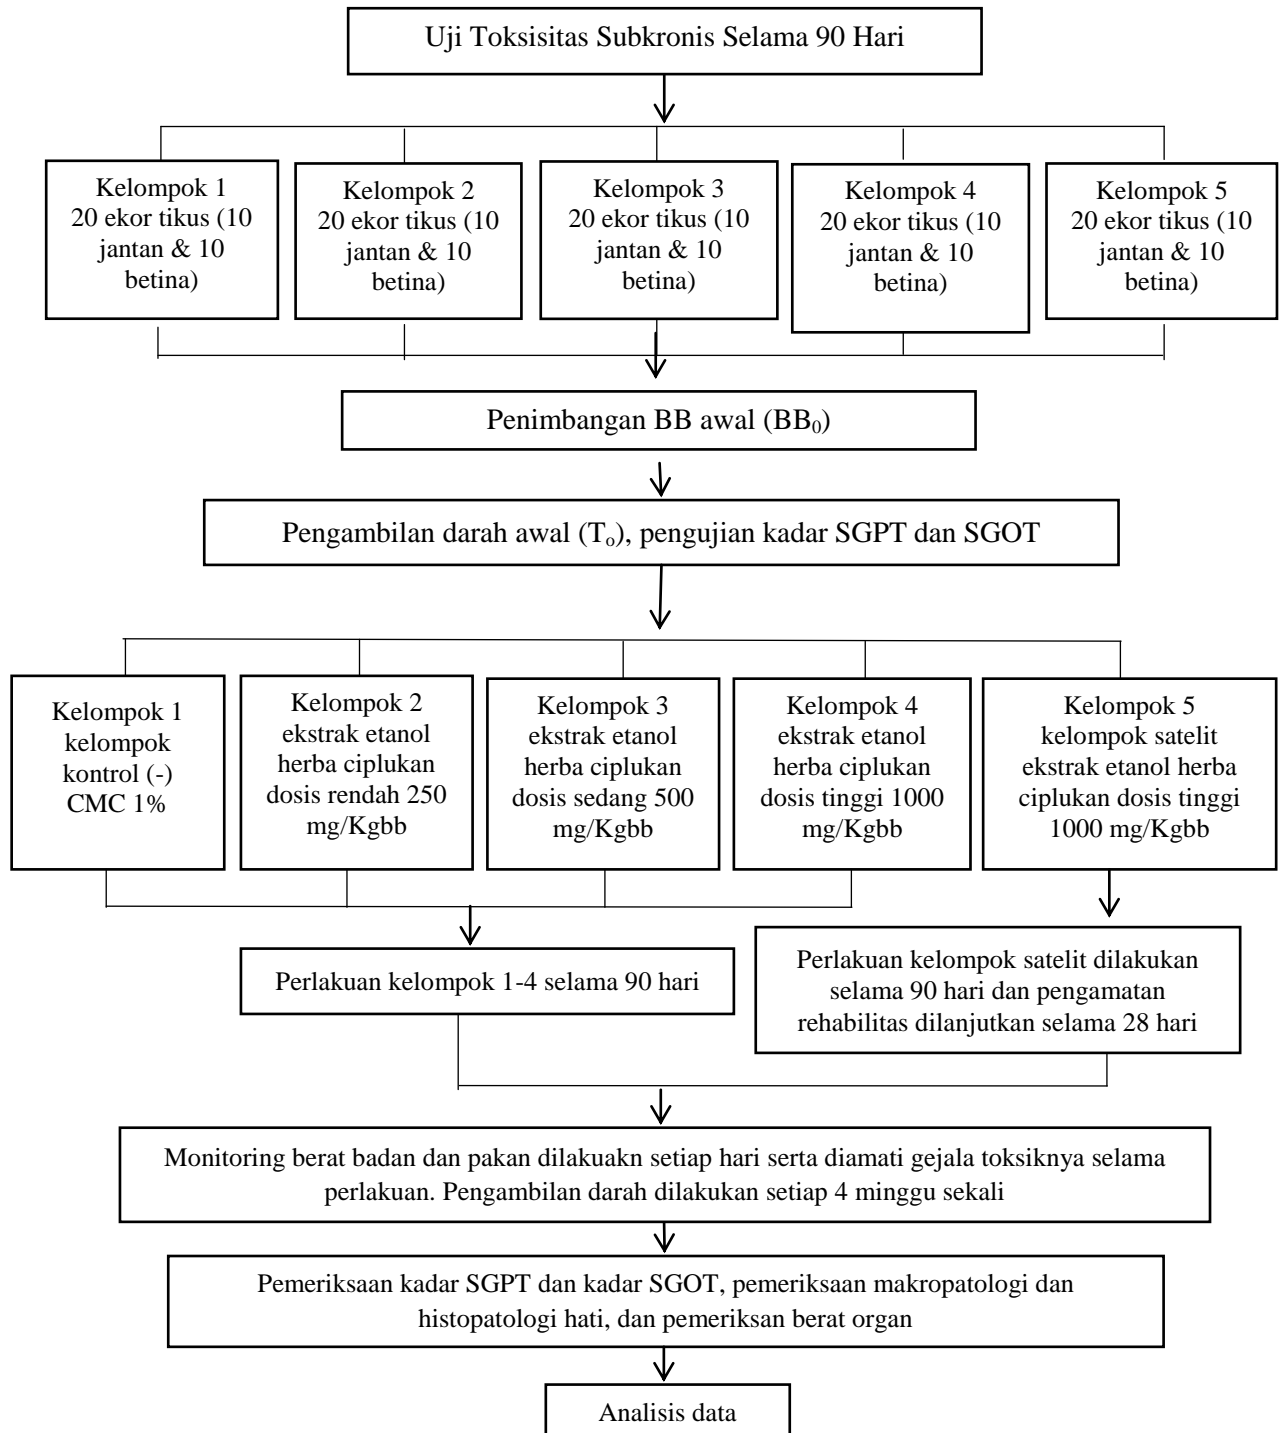 Uji Toksisitas Subkronis Selama 90 Hari
Kelompok 1
20 ekor tikus (10
jantan & 10
betina)
Kelompok 2
20 ekor tikus (10
jantan & 10
betina)
Kelompok 3
20 ekor tikus (10
jantan & 10
betina)
Kelompok 4
20 ekor tikus (10
jantan & 10
betina)
Kelompok 5
20 ekor tikus (10
jantan & 10
betina)
Penimbangan BB awal (BB₀)
Pengambilan darah awal (Tₒ), pengujian kadar SGPT dan SGOT
Kelompok 1
kelompok
kontrol (-)
CMC 1%
Kelompok 2
ekstrak etanol
herba ciplukan
dosis rendah 250
mg/Kgbb
Kelompok 3
ekstrak etanol
herba ciplukan
dosis sedang 500
mg/Kgbb
Kelompok 4
ekstrak etanol
herba ciplukan
dosis tinggi 1000
mg/Kgbb
Kelompok 5
kelompok satelit
ekstrak etanol herba
ciplukan dosis tinggi
1000 mg/Kgbb
Perlakuan kelompok 1-4 selama 90 hari
Perlakuan kelompok satelit dilakukan
selama 90 hari dan pengamatan
rehabilitas dilanjutkan selama 28 hari
Monitoring berat badan dan pakan dilakuakn setiap hari serta diamati gejala toksiknya selama
perlakuan. Pengambilan darah dilakukan setiap 4 minggu sekali
Pemeriksaan kadar SGPT dan kadar SGOT, pemeriksaan makropatologi dan
histopatologi hati, dan pemeriksan berat organ
Analisis data